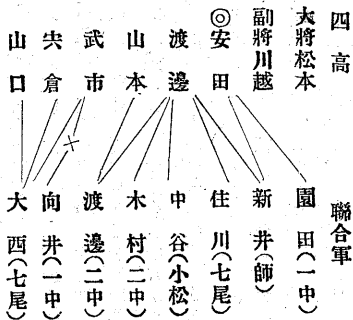 四高
大將松本
副將川越
◎安田
渡邊
山本
武市
央倉
山口
聯合軍
園田(一中)
新井(師)
住川(七尾)
中谷(小松)
木村(二中)
渡邊(二中)
向井(一中)
大西(七尾)